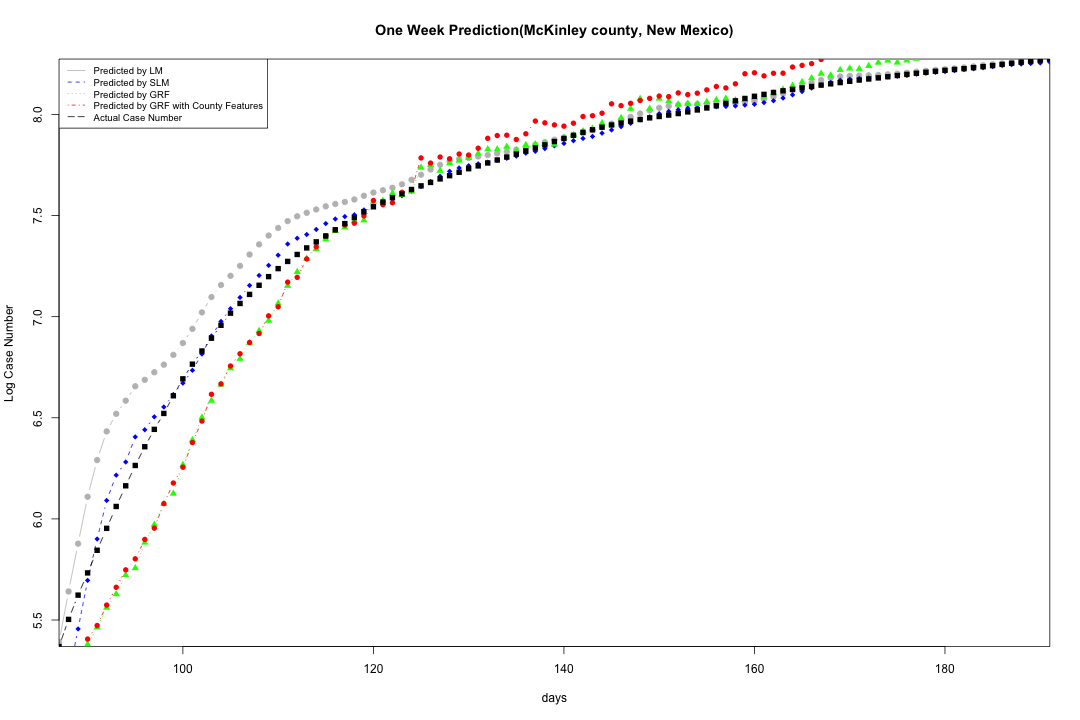 One Week Prediction(McKinley county, New Mexico)
Predicted by LM
Predicted by SLM
Predicted by GRF
Predicted by GRF with County Features
Actual Case Number
Log Case Number
8.0
7.5
7.0
6.5
6.0
5.5
100 120 140 160 180
days